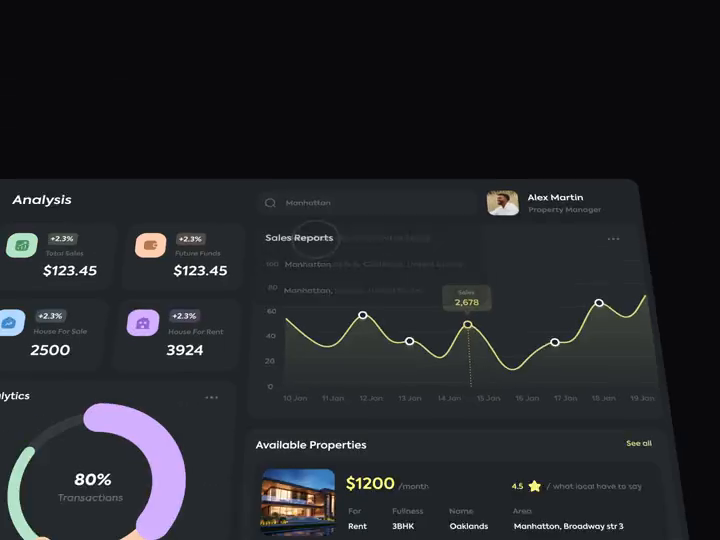 Analysis
Manhattan
Alex Martin
Property Manager
+2.3%
Total Sales
$123.45
+2.3%
Future Funds
$123.45
+2.3%
House For Sale
2500
+2.3%
House For Rent
3924
Sales Reports
Manhattan,
Manhattan,
100
80
60
40
20
0
Sales
2,678
10 Jan 11 Jan 12 Jan 13 Jan 14 Jan 15 Jan 16 Jan 17 Jan 18 Jan 19 Jan
lytics
80%
Transactions
Available Properties
See all
$1200 /month
4.5 / what local have to say
For Fullness Name Area
Rent 3BHK Oaklands Manhatton, Broadway str 3